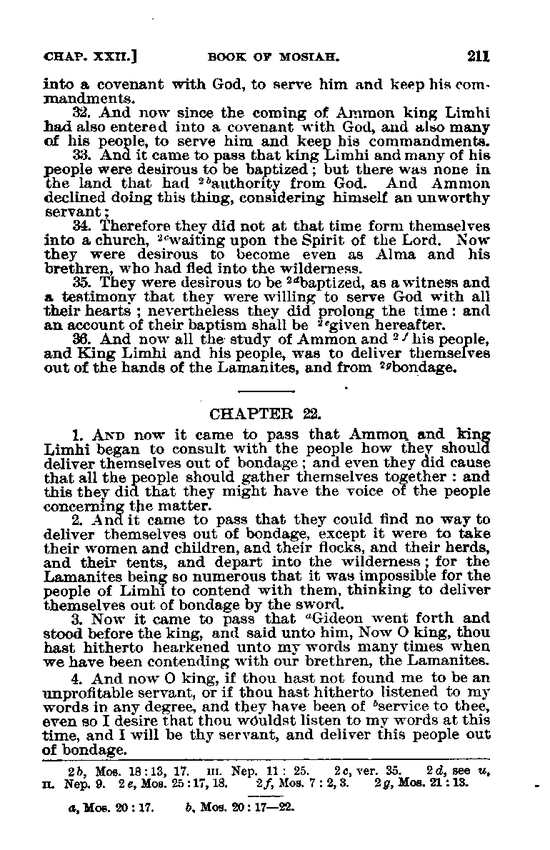 CHAP. XXII.] BOOK OF MOSIAH. 211
into a covenant with God, to serve him and keep his com-
mandments.
32. And now since the coming of Ammon king Limhi
had also entered into a covenant with God, and also many
of his people, to serve him and keep his commandments.
33. And it came to pass that king Limhi and many of his
people were desirous to be baptized; but there was none in
the land that had 2bauthority from God. And Ammon
declined doing this thing, considering himself an unworthy
servant;
34. Therefore they did not at that time form themselves
into a church, 2cwaiting upon the Spirit of the Lord. Now
they were desirous to become even as Alma and his
brethren, who had fled into the wilderness.
35. They were desirous to be 2dbaptized, as a witness and
a testimony that they were willing to serve God with all
their hearts; nevertheless they did prolong the time: and
an account of their baptism shall be 2egiven hereafter.
36. And now all the study of Ammon and 2f his people,
and King Limhi and his people, was to deliver themselves
out of the hands of the Lamanites, and from 2gbondage.
CHAPTER 22.
1. AND now it came to pass that Ammon and king
Limhi began to consult with the people how they should
deliver themselves out of bondage; and even they did cause
that all the people should gather themselves together: and
this they did that they might have the voice of the people
concerning the matter.
2. And it came to pass that they could find no way to
deliver themselves out of bondage, except it were to take
their women and children, and their flocks, and their herds,
and their tents, and depart into the wilderness; for the
Lamanites being so numerous that it was impossible for the
people of Limhi to contend with them, thinking to deliver
themselves out of bondage by the sword.
3. Now it came to pass that aGideon went forth and
stood before the king, and said unto him, Now O king, thou
hast hitherto hearkened unto my words many times when
we have been contending with our brethren, the Lamanites.
4. And now O king, if thou hast not found me to be an
unprofitable servant, or if thou hast hitherto listened to my
words in any degree, and they have been of bservice to thee,
even so I desire that thou wouldst listen to my words at this
time, and I will be thy servant, and deliver this people out
of bondage.
2b, Mos. 18:13, 17. III. Nep. 11: 25. 2c, ver. 35. 2d, see u,
II. Nep. 9. 2e, Mos. 25:17, 18. 2f, Mos. 7:2, 3. 2g, Mos. 21:13.
a, Mos. 20:17. b, Mos. 20:17—22.